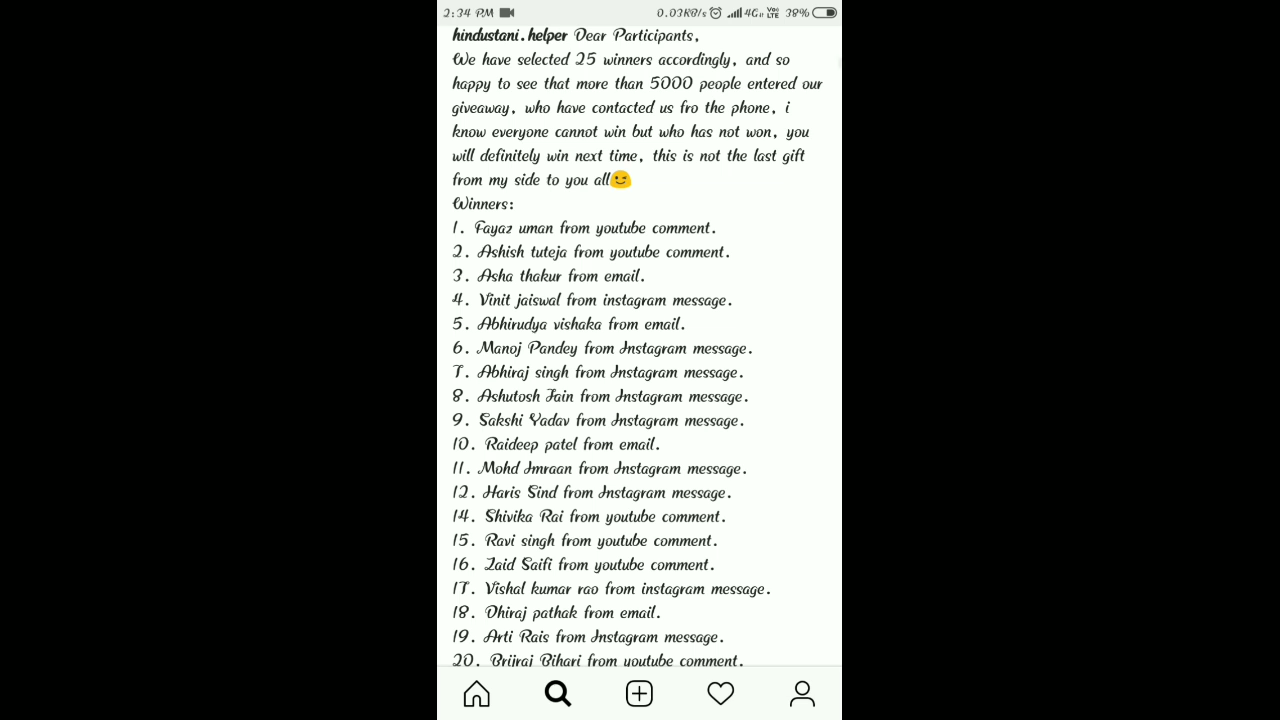 2:34 PM 0.03KB/s 4G Vo LTE 38%
hindustani.helper Dear Participants,
We have selected 25 winners accordingly, and so
happy to see that more than 5000 people entered our
giveaway, who have contacted us fro the phone, i
know everyone cannot win but who has not won, you
will definitely win next time, this is not the last gift
from my side to you all😉
Winners:
1. Fayaz uman from youtube comment.
2. Ashish tuteja from youtube comment.
3. Asha thakur from email.
4. Vinit jaiswal from instagram message.
5. Abhirudya vishaka from email.
6. Manoj Pandey from Instagram message.
7. Abhiraj singh from Instagram message.
8. Ashutosh Jain from Instagram message.
9. Sakshi Yadav from Instagram message.
10. Raideep patel from email.
11. Mohd Imraan from Instagram message.
12. Haris Sind from Instagram message.
14. Shivika Rai from youtube comment.
15. Ravi singh from youtube comment.
16. Zaid Saifi from youtube comment.
17. Vishal kumar rao from instagram message.
18. Dhiraj pathak from email.
19. Arti Rais from Instagram message.
20. Brijraj Bihari from youtube comment.